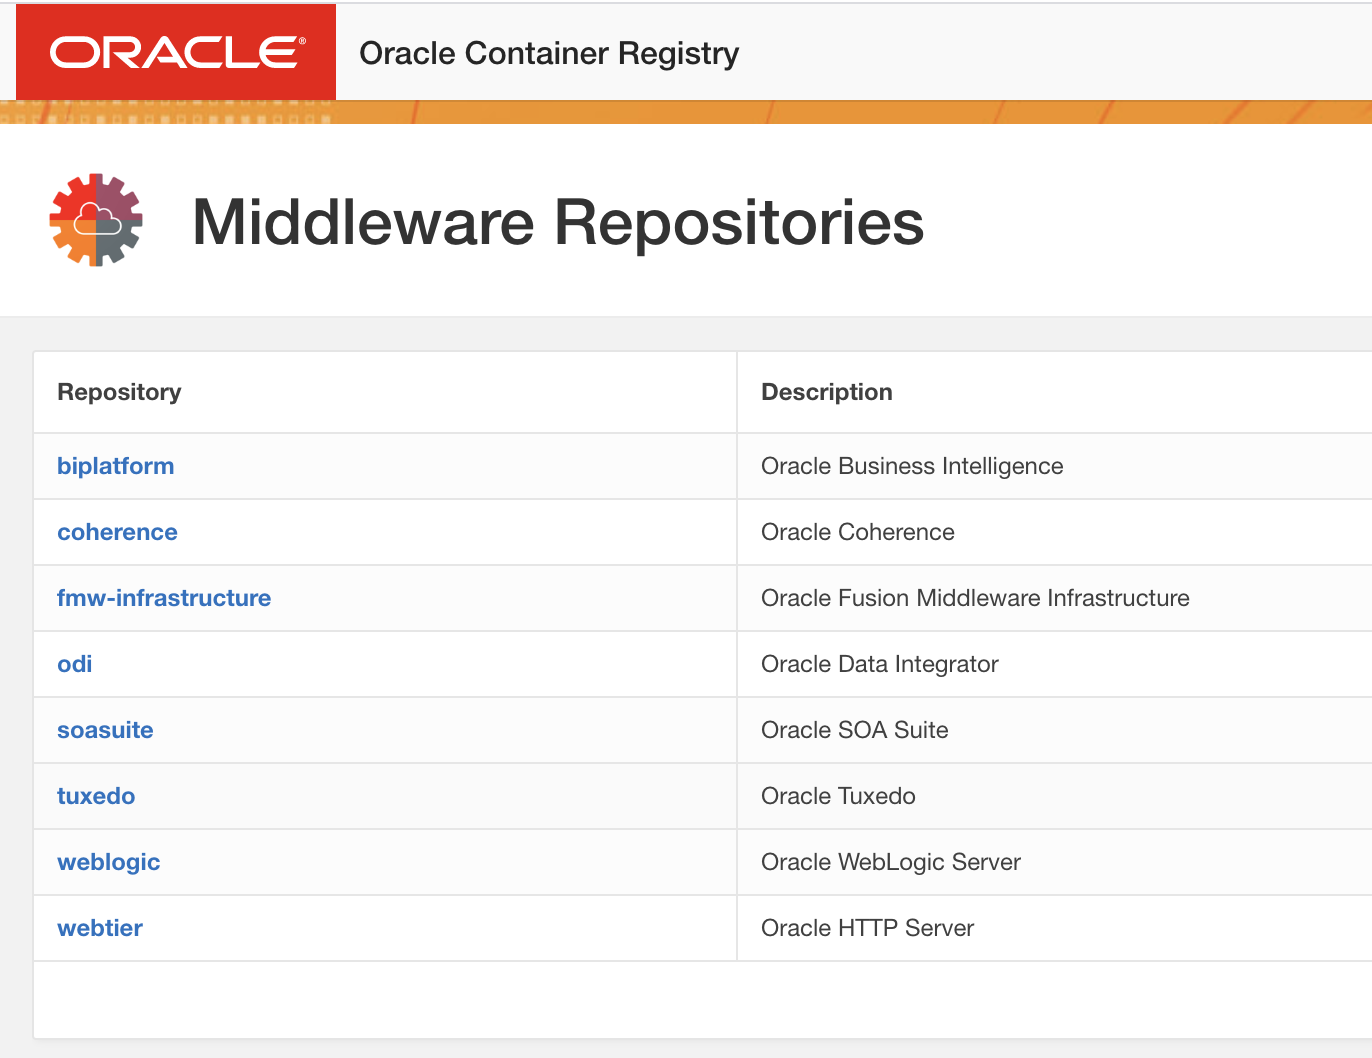 ORACLE® Oracle Container Registry
Middleware Repositories
Repository Description
biplatform Oracle Business Intelligence
coherence Oracle Coherence
fmw-infrastructure Oracle Fusion Middleware Infrastructure
odi Oracle Data Integrator
soasuite Oracle SOA Suite
tuxedo Oracle Tuxedo
weblogic Oracle WebLogic Server
webtier Oracle HTTP Server